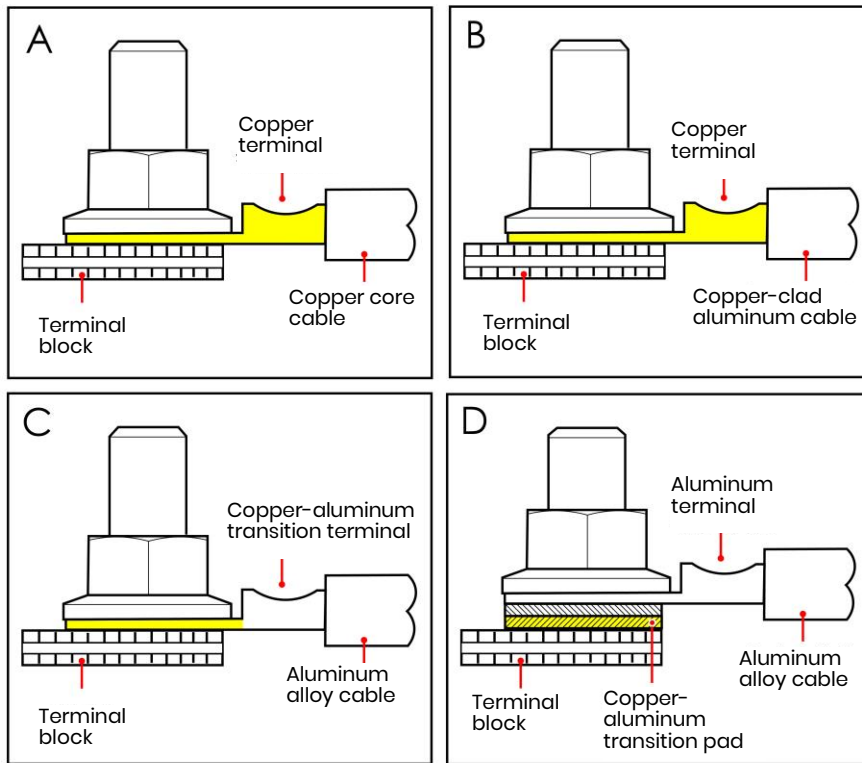 A
Copper
terminal
Terminal
block
Copper core
cable
B
Copper
terminal
Terminal
block
Copper-clad
aluminum cable
C
Copper-aluminum
transition terminal
Terminal
block
Aluminum
alloy cable
D
Aluminum
terminal
Terminal
block
Copper-
aluminum
transition pad
Aluminum
alloy cable